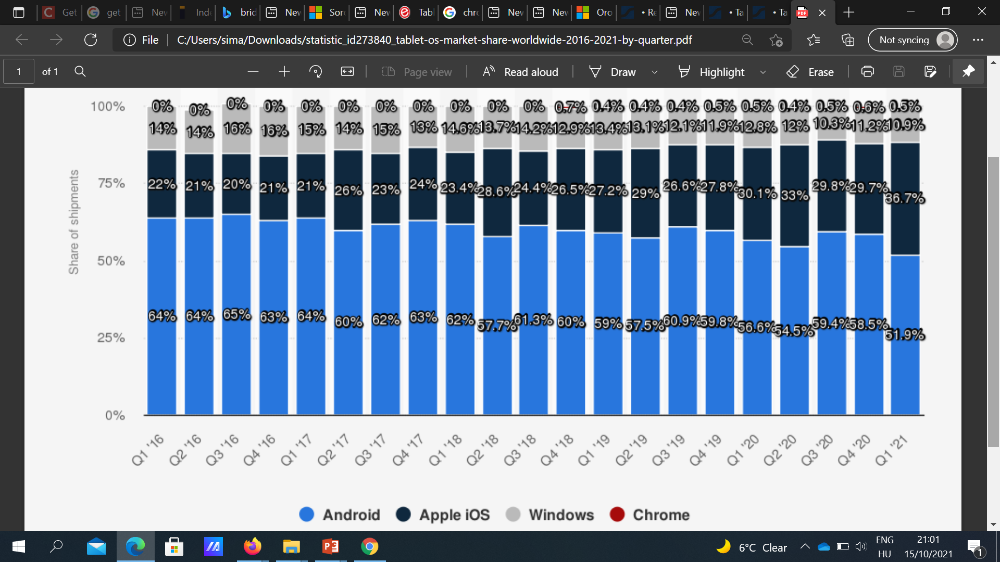 Get get Nev Inde brid Nev Sor Nev Tabl chr Nev Nev Oro • Re Nev • Ta • Ta PDF
File C:/Users/sima/Downloads/statistic_id273840_tablet-os-market-share-worldwide-2016-2021-by-quarter.pdf Not syncing
1 of 1 Page view Read aloud Draw Highlight Erase
100% 0% 0% 0% 0% 0% 0% 0% 0% 0% 0% 0% 0.7% 0.4% 0.4% 0.4% 0.5% 0.5% 0.4% 0.5% 0.6% 0.5%
14% 14% 16% 16% 15% 14% 15% 13% 14.6% 13.7% 14.2% 12.9% 13.4% 13.1% 12.1% 11.9% 12.8% 12% 10.3% 11.2% 10.9%
75% 22% 21% 20% 21% 21% 26% 23% 24% 23.4% 28.6% 24.4% 26.5% 27.2% 29% 26.6% 27.8% 30.1% 33% 29.8% 29.7% 36.7%
Share of shipments
50%
64% 64% 65% 63% 64% 60% 62% 63% 62% 57.7% 61.3% 60% 59% 57.5% 60.9% 59.8% 56.6% 54.5% 59.4% 58.5% 51.9%
25%
0%
Q1 '16 Q2 '16 Q3 '16 Q4 '16 Q1 '17 Q2 '17 Q3 '17 Q4 '17 Q1 '18 Q2 '18 Q3 '18 Q4 '18 Q1 '19 Q2 '19 Q3 '19 Q4 '19 Q1 '20 Q2 '20 Q3 '20 Q4 '20 Q1 '21
Android Apple iOS Windows Chrome
6°C Clear ENG 21:01
HU 15/10/2021 1